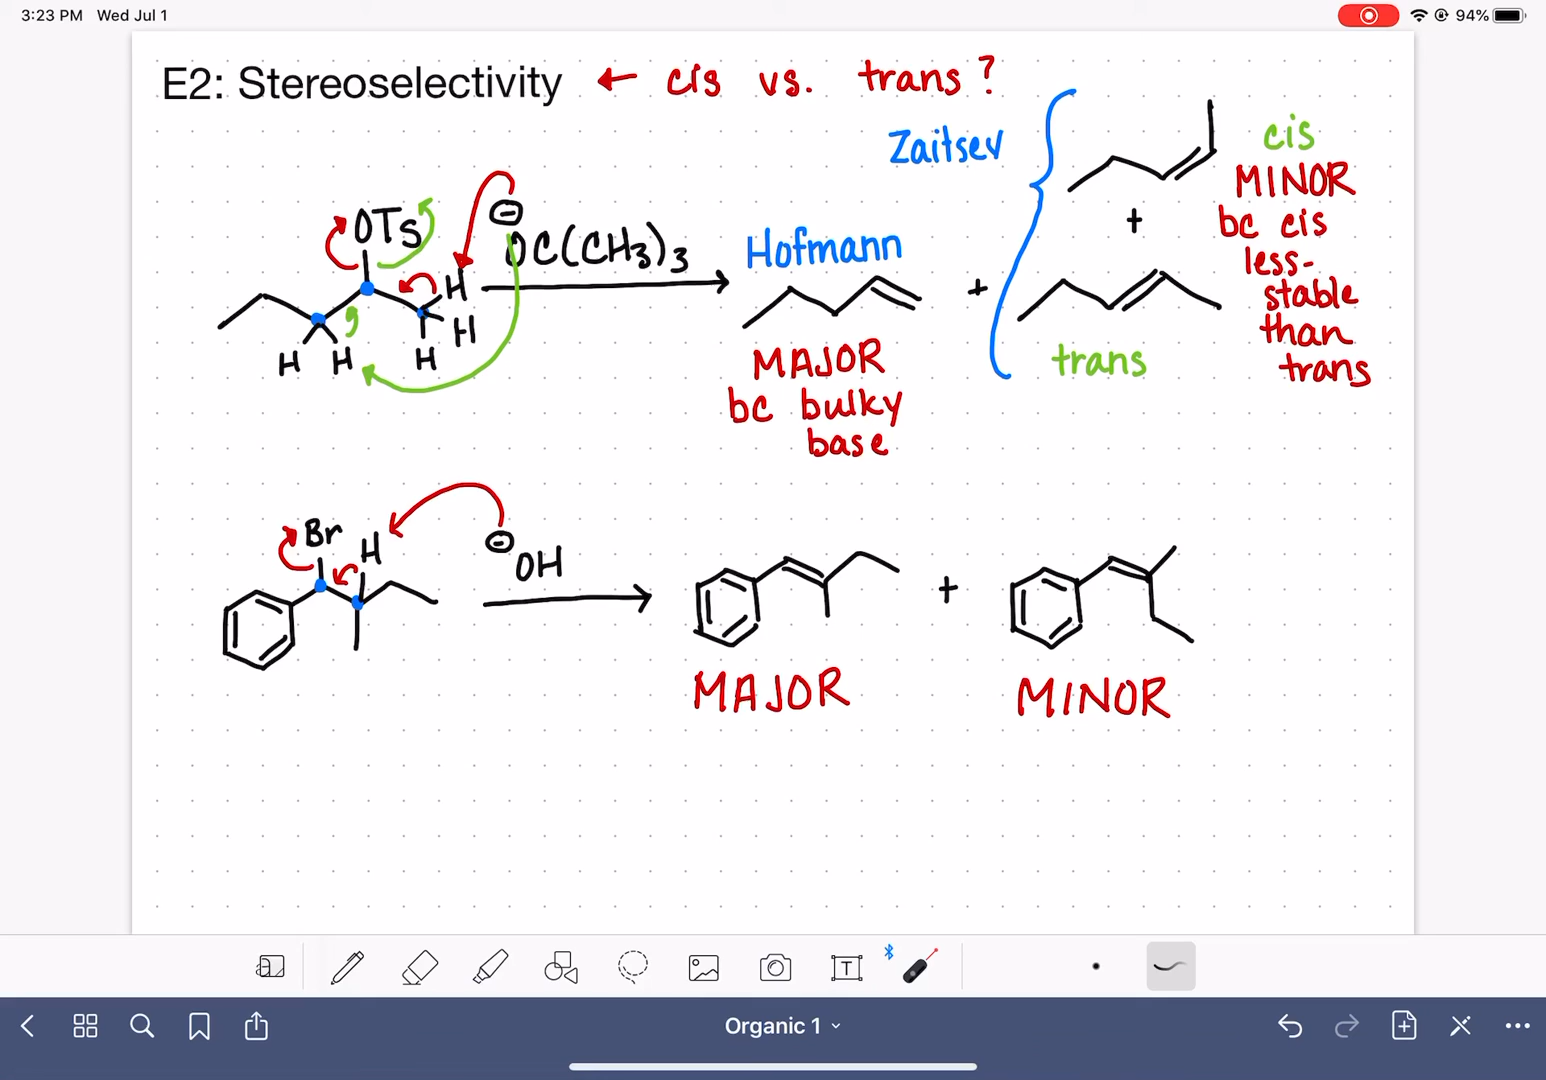 3:23 PM Wed Jul 1
94%
E2: Stereoselectivity ← cis vs. trans?
Zaitsev
cis
MINOR
bc cis
less-
stable
than
trans
+
OTs
⊖
OC(CH3)3
H
H
H
H
H
Hofmann
+
MAJOR
bc bulky
base
trans
Br
H
⊖
OH
+
MAJOR
MINOR
T
Organic 1